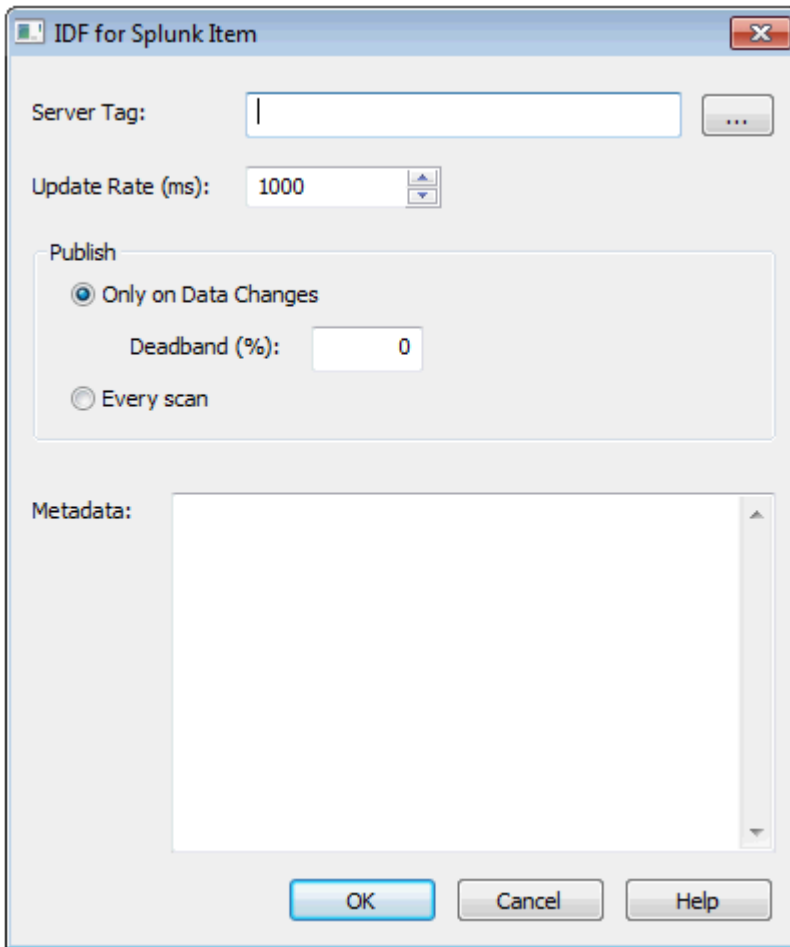 IDF for Splunk Item
Server Tag: ...
Update Rate (ms): 1000
Publish
Only on Data Changes
Deadband (%): 0
Every scan
Metadata:
OK Cancel Help